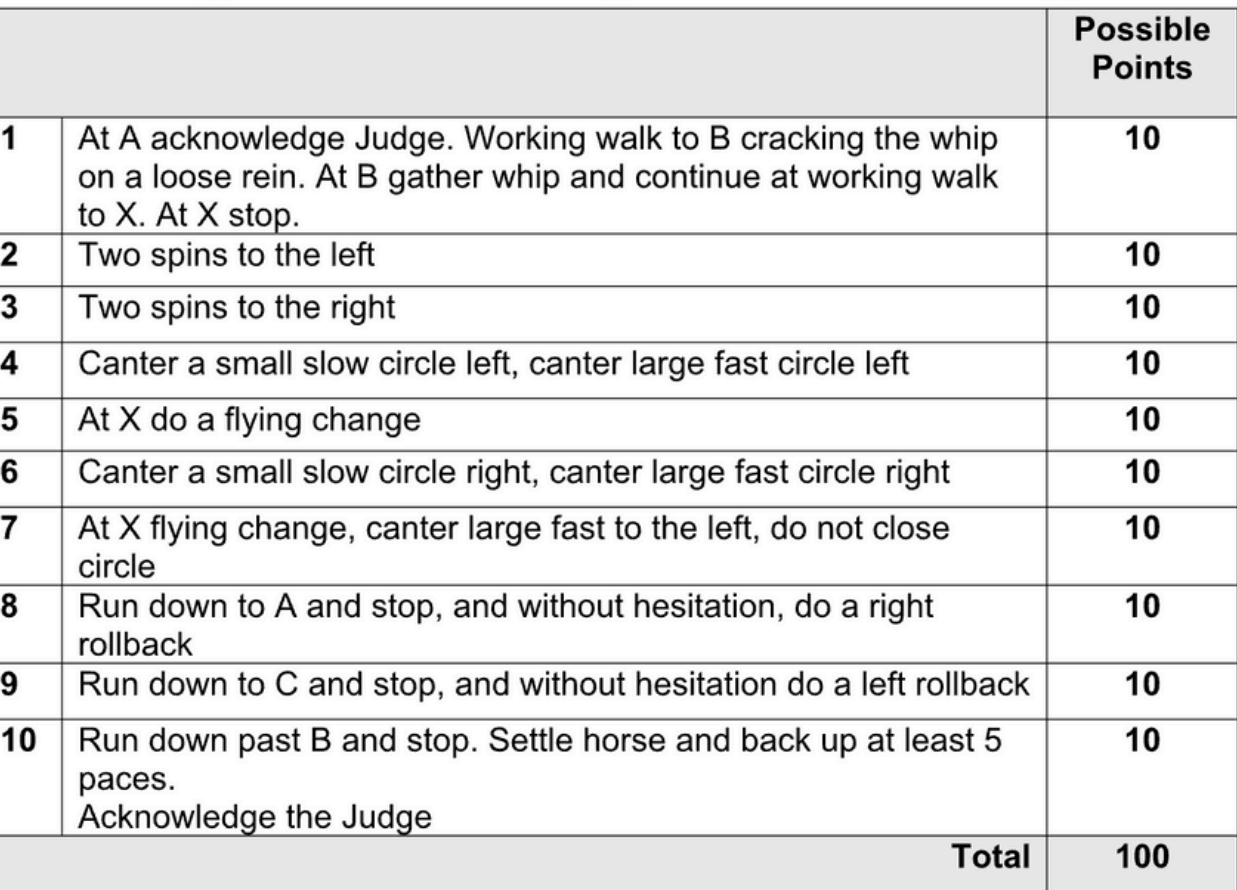 Possible
Points
1 At A acknowledge Judge. Working walk to B cracking the whip 10
on a loose rein. At B gather whip and continue at working walk
to X. At X stop.
2 Two spins to the left 10
3 Two spins to the right 10
4 Canter a small slow circle left, canter large fast circle left 10
5 At X do a flying change 10
6 Canter a small slow circle right, canter large fast circle right 10
7 At X flying change, canter large fast to the left, do not close 10
circle
8 Run down to A and stop, and without hesitation, do a right 10
rollback
9 Run down to C and stop, and without hesitation do a left rollback 10
10 Run down past B and stop. Settle horse and back up at least 5 10
paces.
Acknowledge the Judge
Total 100